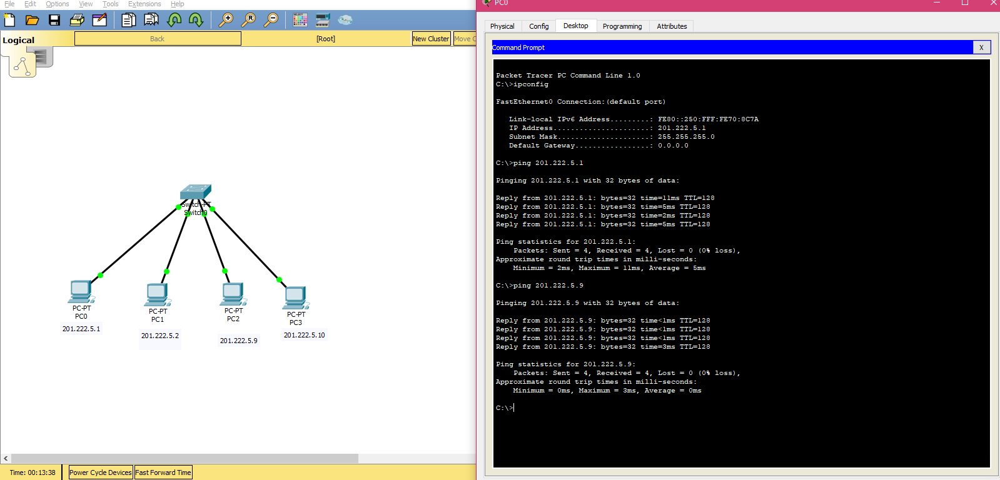 File Edit Options View Tools Extensions Help
Logical
Back
[Root]
New Cluster
Move C
Switch-PT
Switch0
PC-PT
PC0
201.222.5.1
PC-PT
PC1
201.222.5.2
PC-PT
PC2
201.222.5.9
PC-PT
PC3
201.222.5.10
Time: 00:13:38
Power Cycle Devices
Fast Forward Time
PC0
Physical Config Desktop Programming Attributes
Command Prompt
X
Packet Tracer PC Command Line 1.0
C:\>ipconfig
FastEthernet0 Connection:(default port)
Link-local IPv6 Address.........: FE80::250:FFF:FE70:8C7A
IP Address......................: 201.222.5.1
Subnet Mask.....................: 255.255.255.0
Default Gateway.................: 0.0.0.0
C:\>ping 201.222.5.1
Pinging 201.222.5.1 with 32 bytes of data:
Reply from 201.222.5.1: bytes=32 time=11ms TTL=128
Reply from 201.222.5.1: bytes=32 time=5ms TTL=128
Reply from 201.222.5.1: bytes=32 time=2ms TTL=128
Reply from 201.222.5.1: bytes=32 time=5ms TTL=128
Ping statistics for 201.222.5.1:
Packets: Sent = 4, Received = 4, Lost = 0 (0% loss),
Approximate round trip times in milli-seconds:
Minimum = 2ms, Maximum = 11ms, Average = 5ms
C:\>ping 201.222.5.9
Pinging 201.222.5.9 with 32 bytes of data:
Reply from 201.222.5.9: bytes=32 time<1ms TTL=128
Reply from 201.222.5.9: bytes=32 time<1ms TTL=128
Reply from 201.222.5.9: bytes=32 time<1ms TTL=128
Reply from 201.222.5.9: bytes=32 time=3ms TTL=128
Ping statistics for 201.222.5.9:
Packets: Sent = 4, Received = 4, Lost = 0 (0% loss),
Approximate round trip times in milli-seconds:
Minimum = 0ms, Maximum = 3ms, Average = 0ms
C:\>